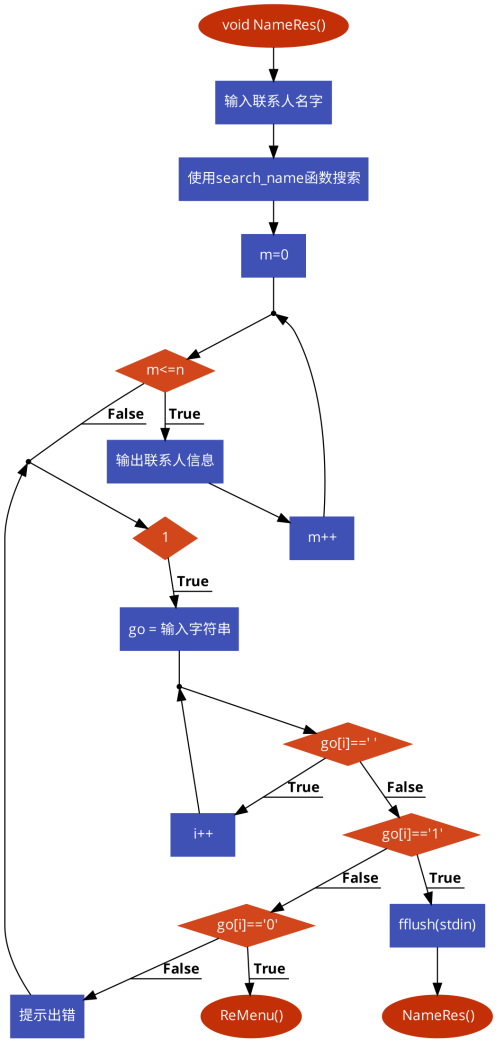 void NameRes()
输入联系人名字
使用search_name函数搜索
m=0
m<=n
False
True
输出联系人信息
m++
1
True
go = 输入字符串
go[i]==' '
True
False
i++
go[i]=='1'
False
True
go[i]=='0'
fflush(stdin)
False
True
提示出错
ReMenu()
NameRes()